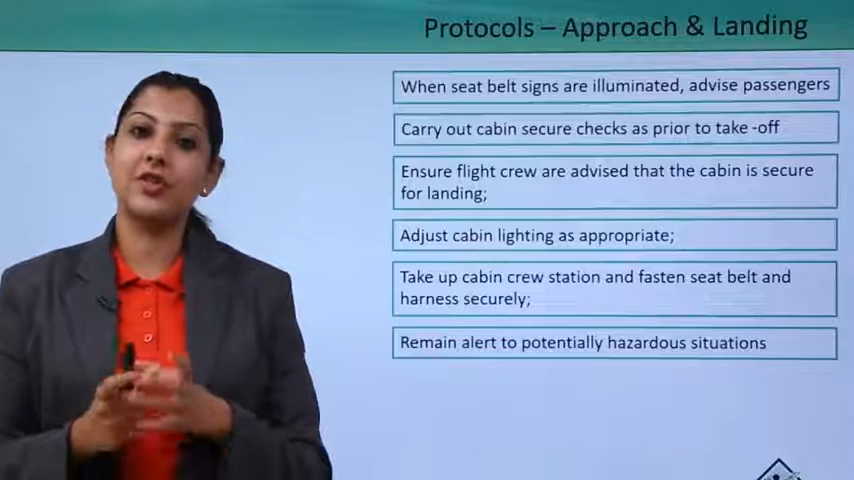 Protocols – Approach & Landing
When seat belt signs are illuminated, advise passengers
Carry out cabin secure checks as prior to take -off
Ensure flight crew are advised that the cabin is secure
for landing;
Adjust cabin lighting as appropriate;
Take up cabin crew station and fasten seat belt and
harness securely;
Remain alert to potentially hazardous situations